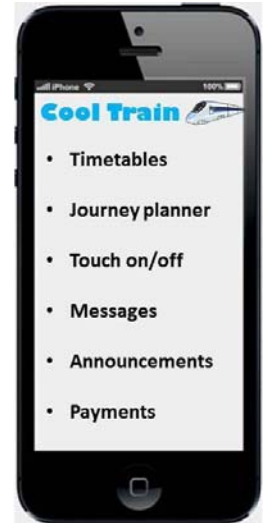 iPhone 100%
Cool Train
• Timetables
• Journey planner
• Touch on/off
• Messages
• Announcements
• Payments